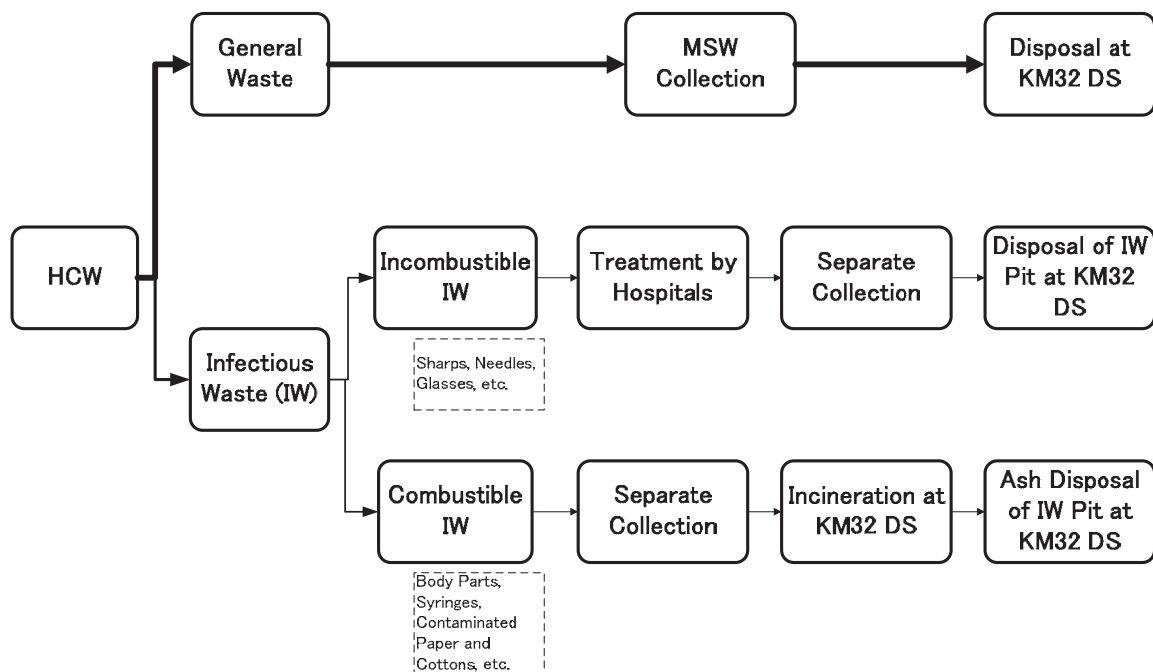 General
Waste
MSW
Collection
Disposal at
KM32 DS
HCW
Infectious
Waste (IW)
Incombustible
IW
Treatment by
Hospitals
Separate
Collection
Disposal of IW
Pit at KM32
DS
Sharps, Needles,
Glasses, etc.
Combustible
IW
Separate
Collection
Incineration at
KM32 DS
Ash Disposal
of IW Pit at
KM32 DS
Body Parts,
Syringes,
Contaminated
Paper and
Cottons, etc.